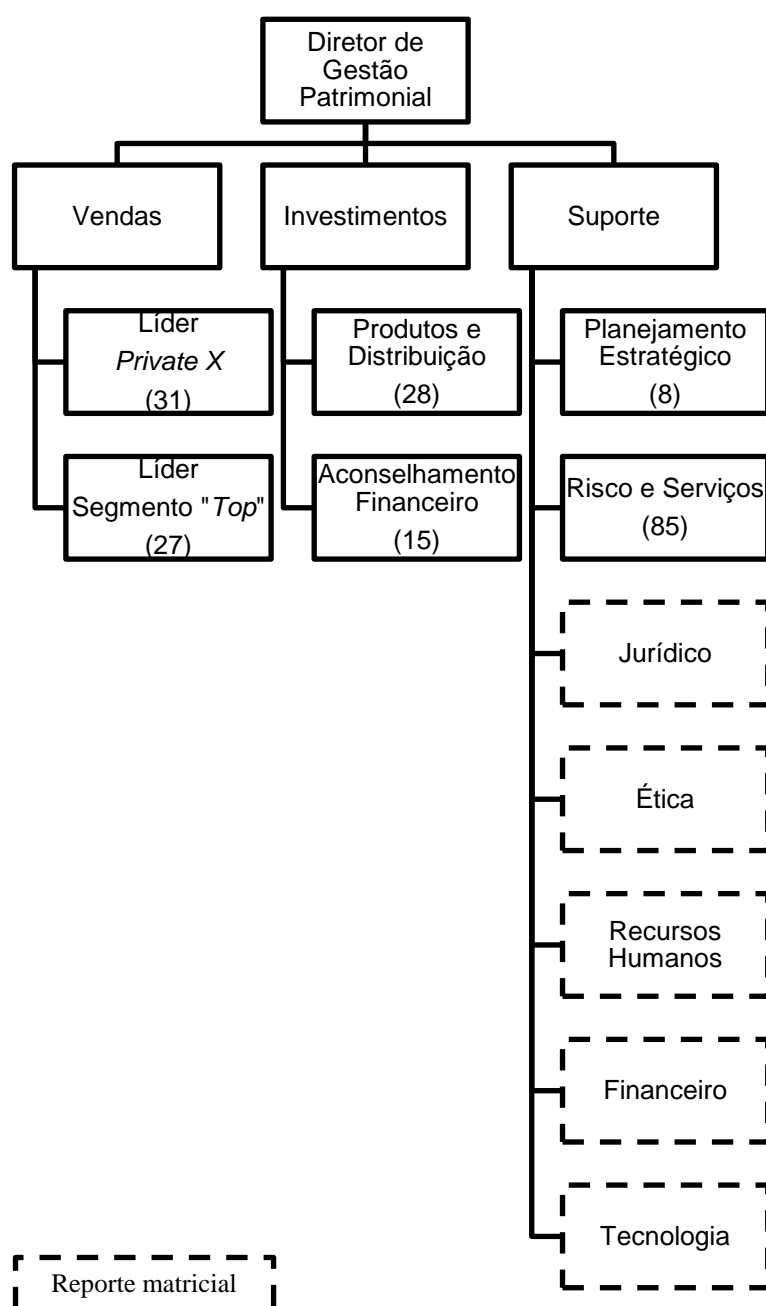 Diretor de
Gestão
Patrimonial
Vendas
Investimentos
Suporte
Líder
Private X
(31)
Produtos e
Distribuição
(28)
Planejamento
Estratégico
(8)
Líder
Segmento "Top"
(27)
Aconselhamento
Financeiro
(15)
Risco e Serviços
(85)
Jurídico
Ética
Recursos
Humanos
Financeiro
Tecnologia
Reporte matricial